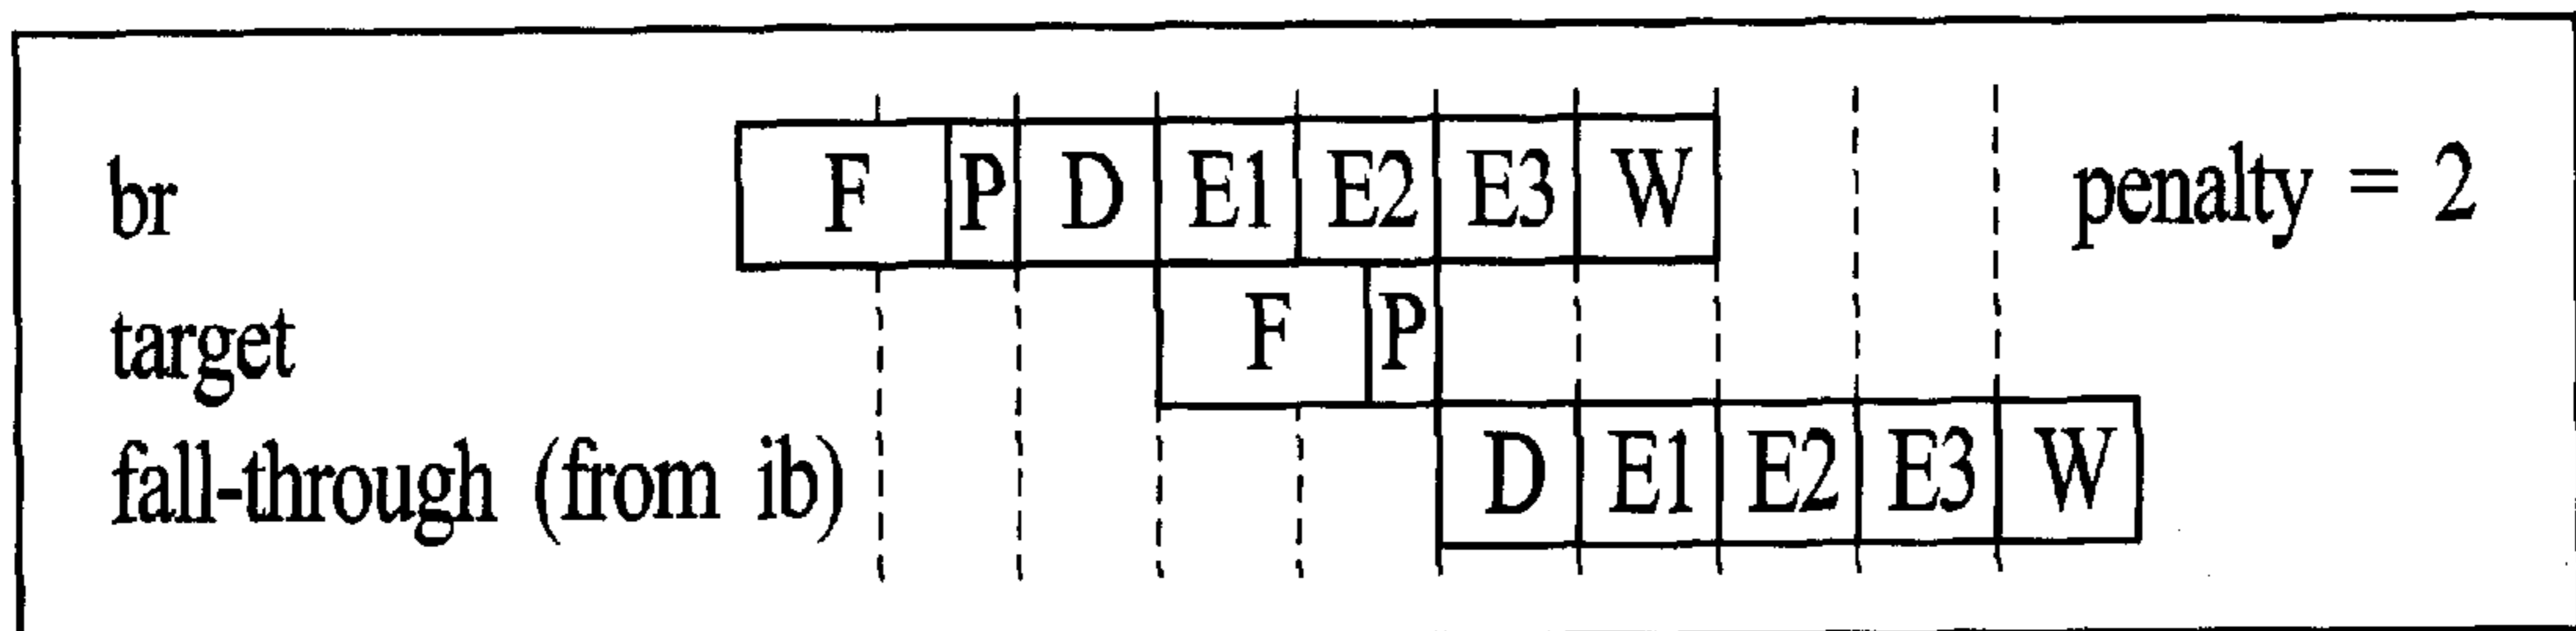 br F P D E1 E2 E3 W penalty = 2
target F P
fall-through (from ib) D E1 E2 E3 W